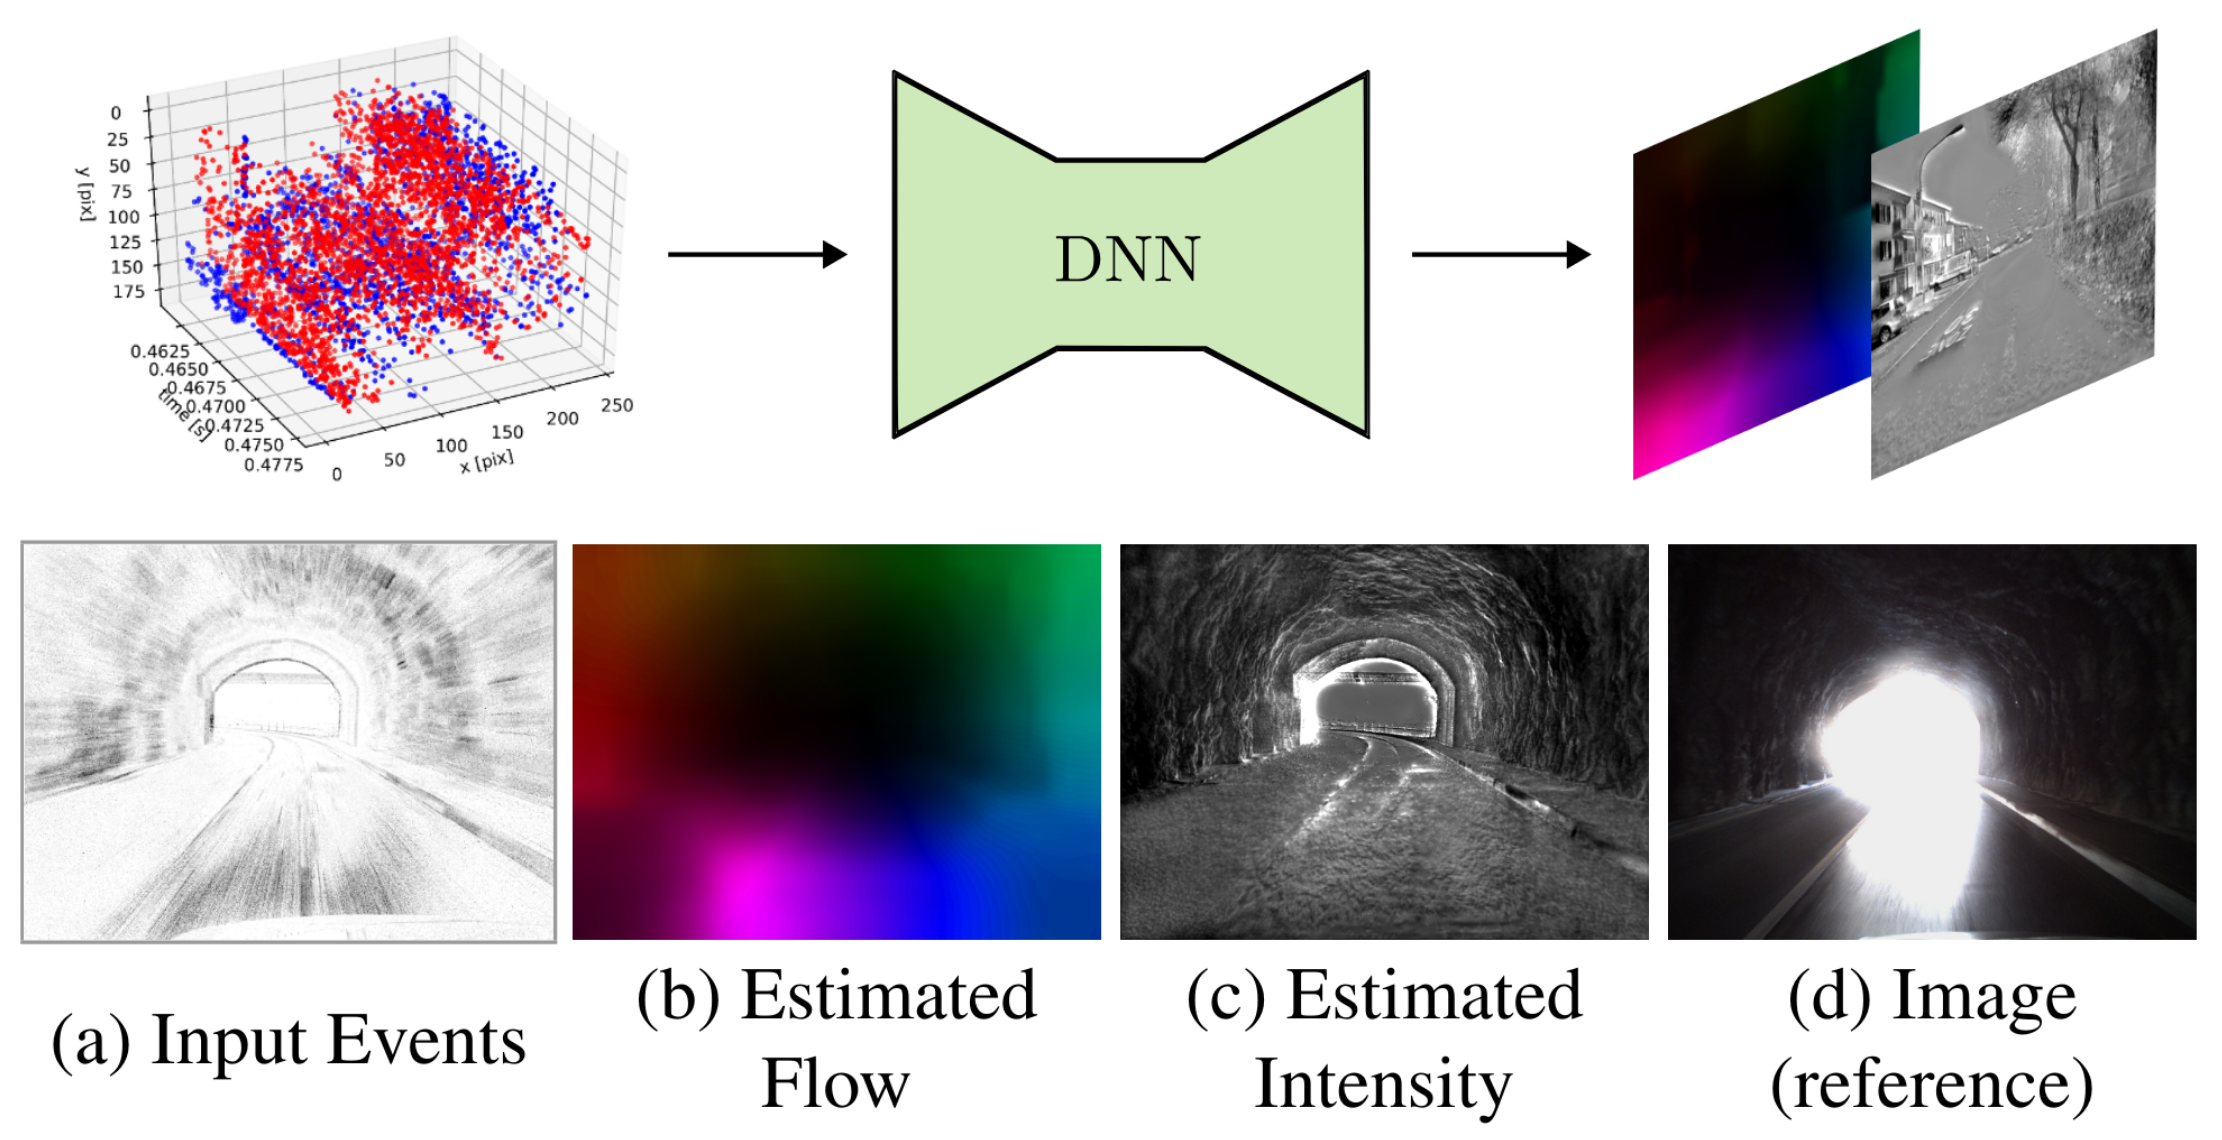 0
25
50
75
100
125
150
175
y [pix]
0.4625
0.4650
0.4675
0.4700
0.4725
0.4750
0.4775
time [s]
0
50
100
150
200
250
x [pix]
DNN
(a) Input Events
(b) Estimated
Flow
(c) Estimated
Intensity
(d) Image
(reference)